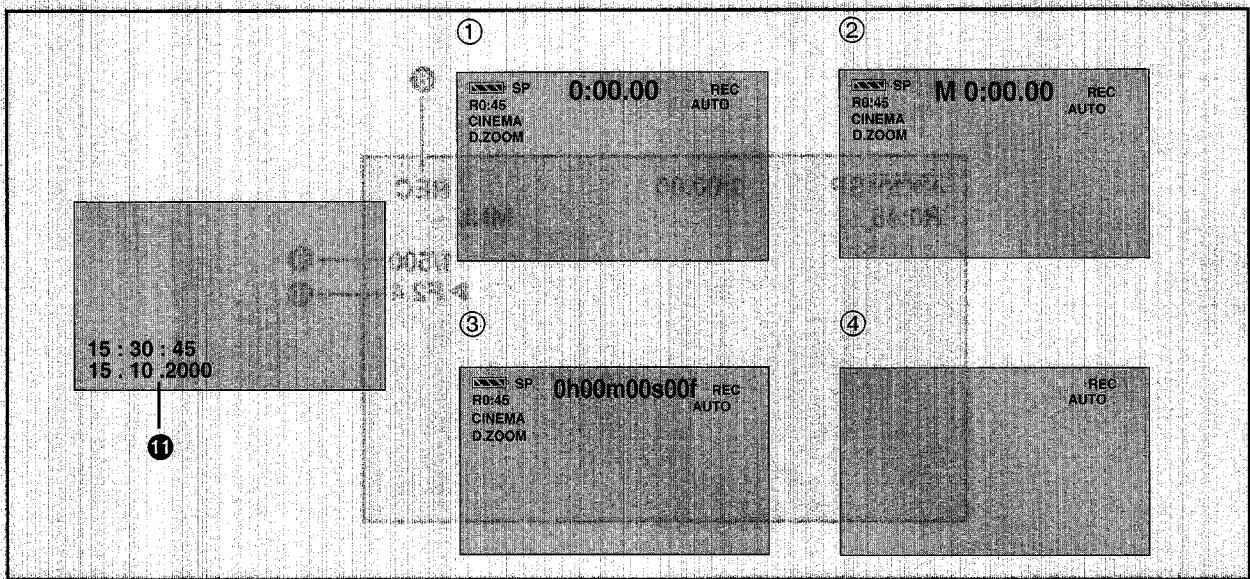 ①
SP 0:00.00 REC
R0:45 AUTO
CINEMA
D.ZOOM
②
SP M 0:00.00 REC
R0:45 AUTO
CINEMA
D.ZOOM
15 : 30 : 45
15 . 10 .2000
⓫
③
SP 0h00m00s00f REC
R0:45 AUTO
CINEMA
D.ZOOM
④
REC
AUTO